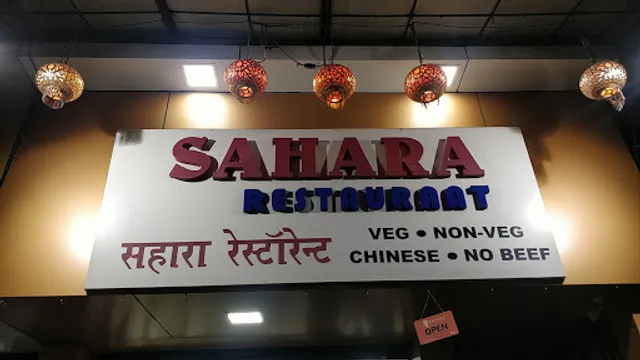 SAHARA
RESTAURANT
सहारा रेस्टॉरेन्ट
VEG • NON-VEG
CHINESE • NO BEEF
OPEN